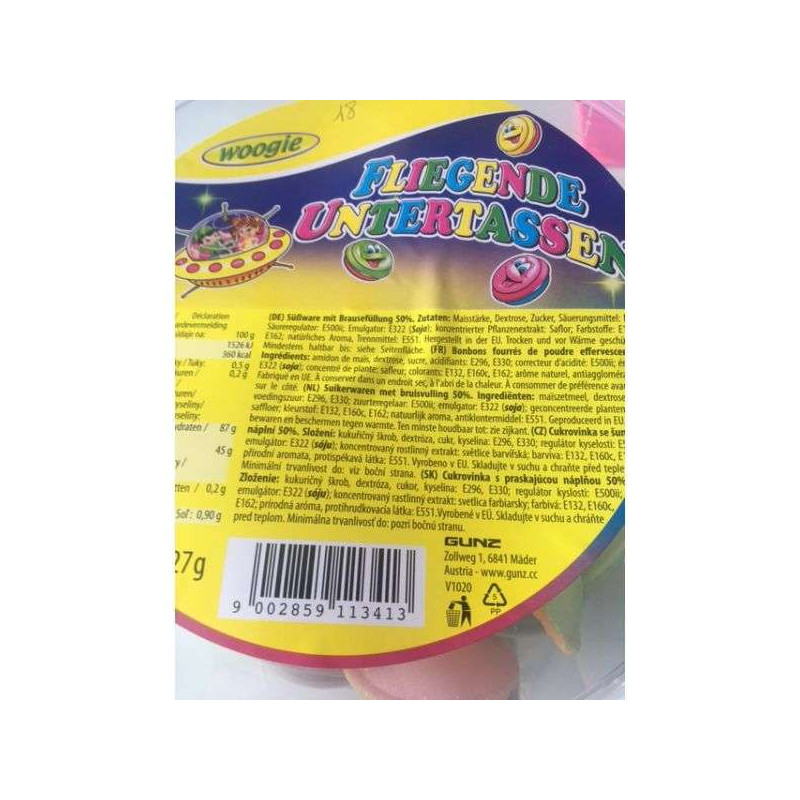 18
woogie
FLIEGENDE
UNTERTASSEN
Déclaration
100 g
1526 kJ
360 kcal
0,5 g
0,2 g
87 g
45 g
0,2 g
0,90 g
(DE) Süßware mit Brausefüllung 50%. Zutaten: Maisstärke, Dextrose, Zucker, Säuerungsmittel:
Säureregulator: E500ii; Emulgator: E322 (Soja); konzentrierter Pflanzenextrakt: Saflor; Farbstoffe:
E162; natürliches Aroma, Trennmittel: E551. Hergestellt in der EU. Trocken und vor Wärme
Mindestens haltbar bis: siehe Seitenfläche. (FR) Bonbons fourrés de poudre
Ingrédients: amidon de maïs, dextrose, sucre, acidifiants: E296, E330; correcteur d'acidité: E500ii;
E322 (soja); concentré de plante: safleur, colorants: E132, E160c, E162; arôme naturel,
Fabriqué en UE. À conserver dans un endroit sec, à l'abri de la chaleur. À consommer de préférence
sur le côté. (NL) Suikerwaren met bruisvulling 50%. Ingrediënten: maïszetmeel, dextrose,
voedingszuur: E296, E330; zuurteregelaar: E500ii; emulgator: E322 (soja); geconcentreerde
saffloer; kleurstof: E132, E160c, E162; natuurlijk aroma, antiklontermiddel: E551. Geproduceerd in EU.
bewaren en beschermen tegen warmte. Ten minste houdbaar tot: zie zijkant. (CZ) Cukrovinka se
náplní 50%. Složení: kukuřičný škrob, dextróza, cukr, kyselina: E296, E330; regulátor kyselosti:
emulgátor: E322 (sója); koncentrovaný rostlinný extrakt: světlice barvířská; barviva: E132, E160c,
přírodní aromata, protispékavá látka: E551. Vyrobeno v EU. Skladujte v suchu a chraňte před
Minimální trvanlivost do: viz boční strana. (SK) Cukrovinka s praskajúcou náplňou 50%
Zloženie: kukuričný škrob, dextróza, cukor, kyselina: E296, E330; regulátor kyslosti: E500ii;
emulgátor: E322 (sója); koncentrovaný rastlinný extrakt: svetlica farbiarsky; farbivá: E132, E160c,
E162; prírodná aróma, protihrudkovacia látka: E551. Vyrobené v EÚ. Skladujte v suchu a chráňte
pred teplom. Minimálna trvanlivosť do: pozri bočnú stranu.
27g
9 002859 113413
GUNZ
Zollweg 1, 6841 Mäder
Austria - www.gunz.cc
V1020
5
PP